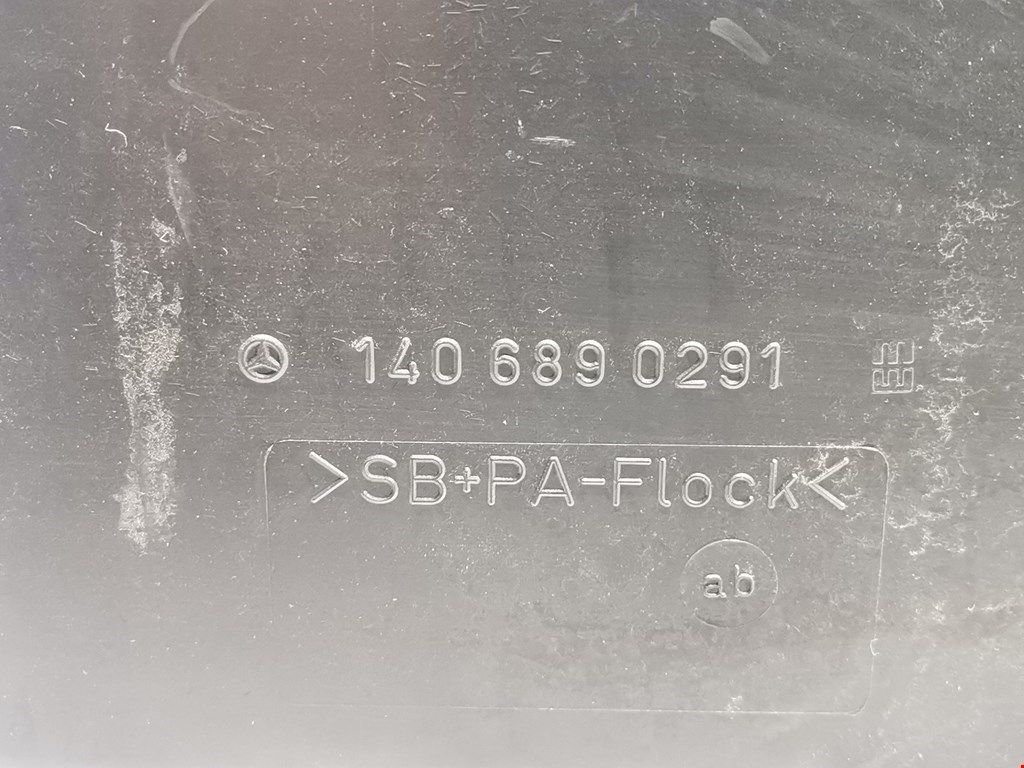 140 689 0291
>SB+PA-Flock<
ab